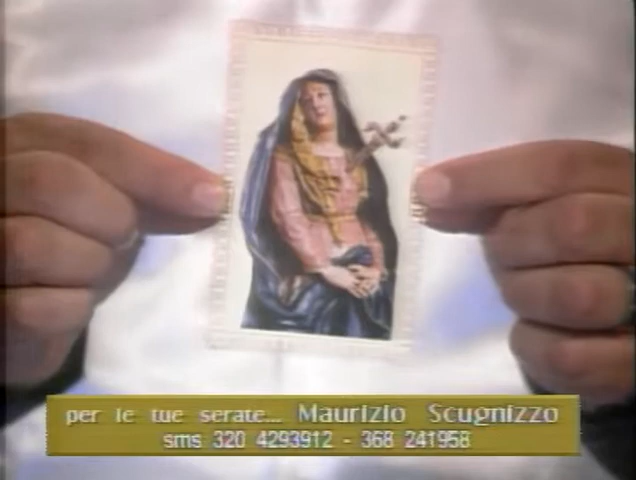 per le tue serate... Maurizio Scugnizzo
sms 320 4293912 - 368 241958